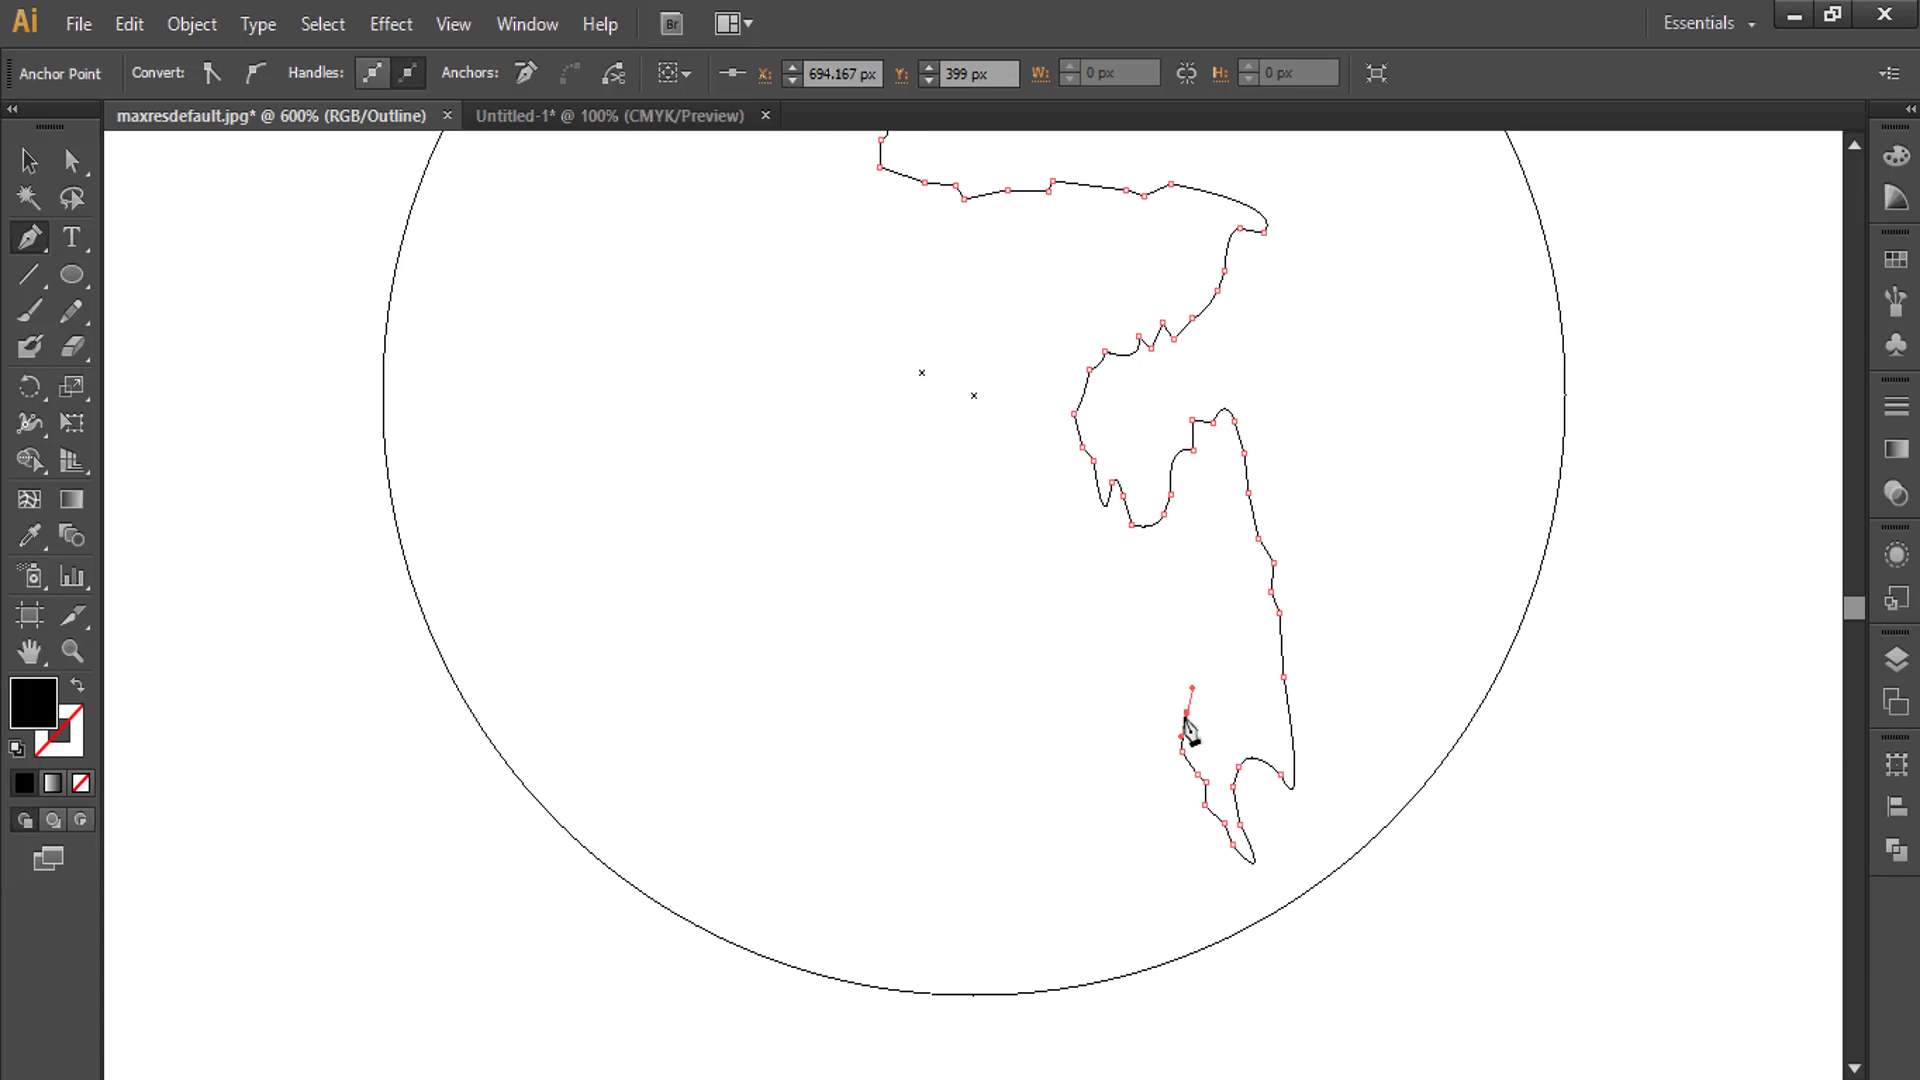 Ai File Edit Object Type Select Effect View Window Help Br Essentials
Anchor Point Convert: Handles: Anchors: X: 694.167 px Y: 399 px W: 0 px H: 0 px
maxresdefault.jpg* @ 600% (RGB/Outline) Untitled-1* @ 100% (CMYK/Preview)
T